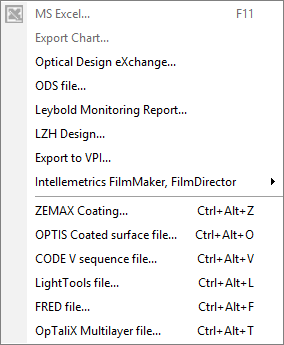 MS Excel... F11
Export Chart...
Optical Design eXchange...
ODS file...
Leybold Monitoring Report...
LZH Design...
Export to VPI...
Intellemetrics FilmMaker, FilmDirector
ZEMAX Coating... Ctrl+Alt+Z
OPTIS Coated surface file... Ctrl+Alt+O
CODE V sequence file... Ctrl+Alt+V
LightTools file... Ctrl+Alt+L
FRED file... Ctrl+Alt+F
OpTaliX Multilayer file... Ctrl+Alt+T